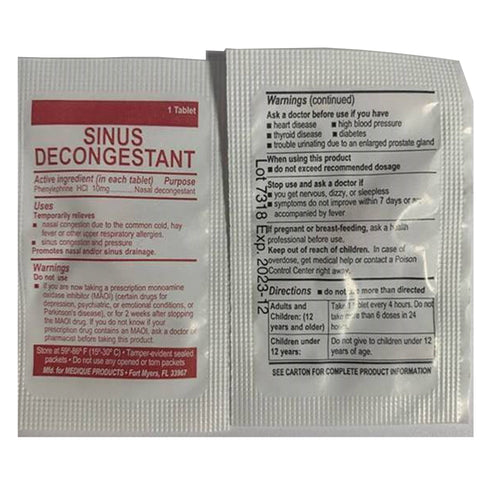 1 Tablet
SINUS
DECONGESTANT
Active ingredient (in each tablet) Purpose
Phenylephrine HCl 10mg........... Nasal decongestant
Uses
Temporarily relieves
■ nasal congestion due to the common cold, hay
fever or other upper respiratory allergies.
■ sinus congestion and pressure
Promotes nasal and/or sinus drainage.
Warnings
Do not use
■ if you are now taking a prescription monoamine
oxidase inhibitor (MAOI) (certain drugs for
depression, psychiatric, or emotional conditions, or
Parkinson's disease), or for 2 weeks after stopping
the MAOI drug. If you do not know if your
prescription drug contains an MAOI, ask a doctor or
pharmacist before taking this product.
Store at 59º-86º F (15º-30º C) • Tamper-evident sealed
packets • Do not use any opened or torn packets
Mfd. for MEDIQUE PRODUCTS • Fort Myers, FL 33967
Warnings (continued)
Ask a doctor before use if you have
■ heart disease ■ high blood pressure
■ thyroid disease ■ diabetes
■ trouble urinating due to an enlarged prostate gland
When using this product
■ do not exceed recommended dosage
Stop use and ask a doctor if
■ you get nervous, dizzy, or sleepless
■ symptoms do not improve within 7 days or are
accompanied by fever
If pregnant or breast-feeding, ask a health
professional before use.
Keep out of reach of children. In case of
overdose, get medical help or contact a Poison
Control Center right away.
Directions ■ do not use more than directed
Adults and
Children: (12
years and older)
Take 1 tablet every 4 hours. Do not
take more than 6 doses in 24
hours.
Children under
12 years:
Do not give to children under 12
years of age.
SEE CARTON FOR COMPLETE PRODUCT INFORMATION
Lot 7318 Exp. 2023-12